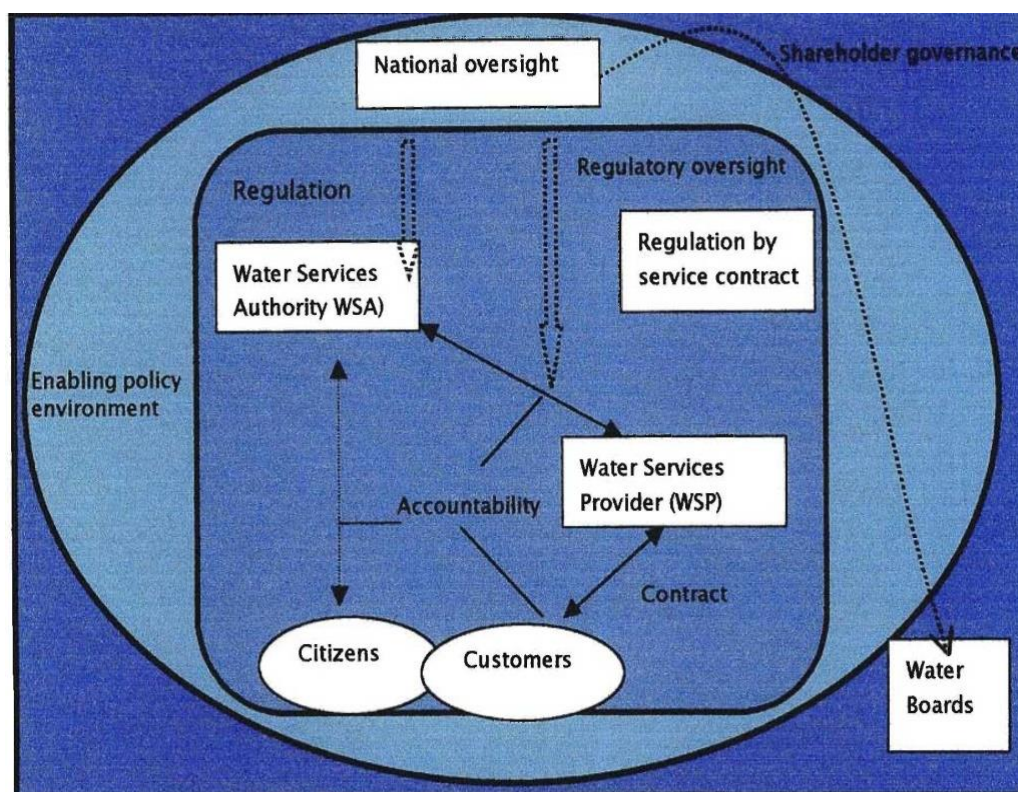 National oversight
Shareholder governance
Regulation
Regulatory oversight
Water Services
Authority WSA)
Regulation by
service contract
Enabling policy
environment
Water Services
Provider (WSP)
Accountability
Contract
Citizens
Customers
Water
Boards